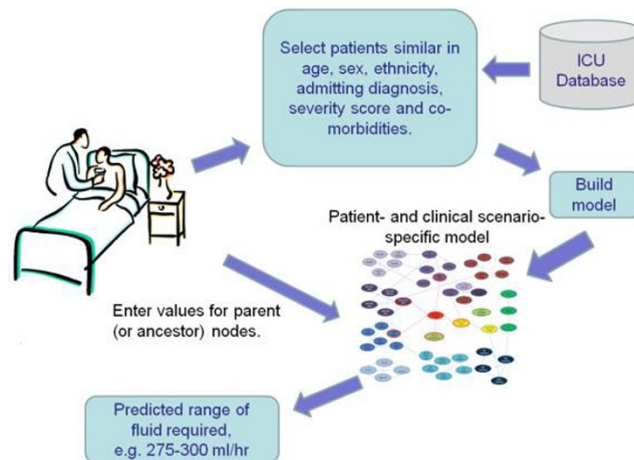 Select patients similar in
age, sex, ethnicity,
admitting diagnosis,
severity score and co-
morbidities.
ICU
Database
Build
model
Patient- and clinical scenario-
specific model
Enter values for parent
(or ancestor) nodes.
Predicted range of
fluid required,
e.g. 275-300 ml/hr